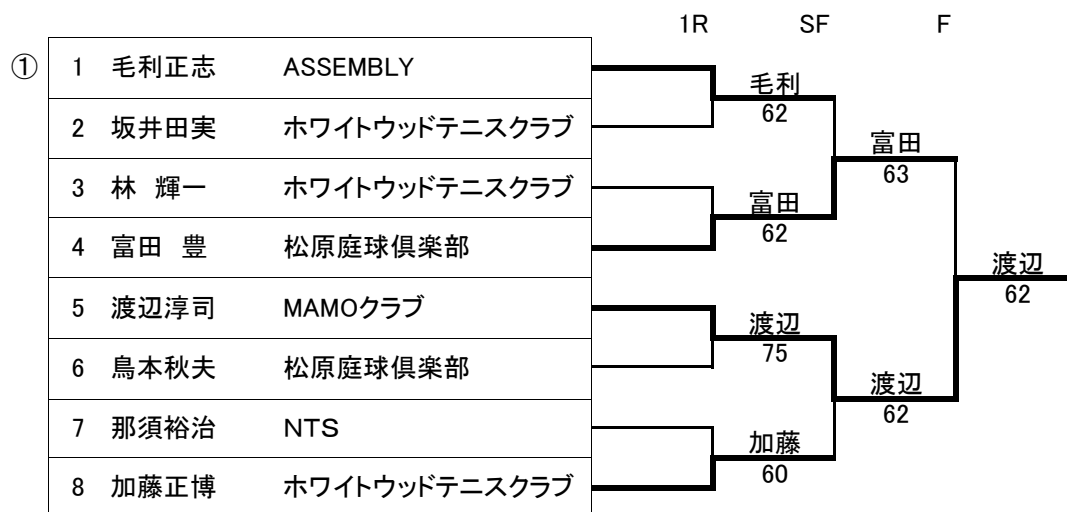 1R SF F
① 1 毛利正志 ASSEMBLY
毛利
62
2 坂井田実 ホワイトウッドテニスクラブ
富田
63
3 林 輝一 ホワイトウッドテニスクラブ
富田
62
4 富田 豊 松原庭球倶楽部
渡辺
62
5 渡辺淳司 MAMOクラブ
渡辺
75
6 鳥本秋夫 松原庭球倶楽部
渡辺
62
7 那須裕治 NTS
加藤
60
8 加藤正博 ホワイトウッドテニスクラブ